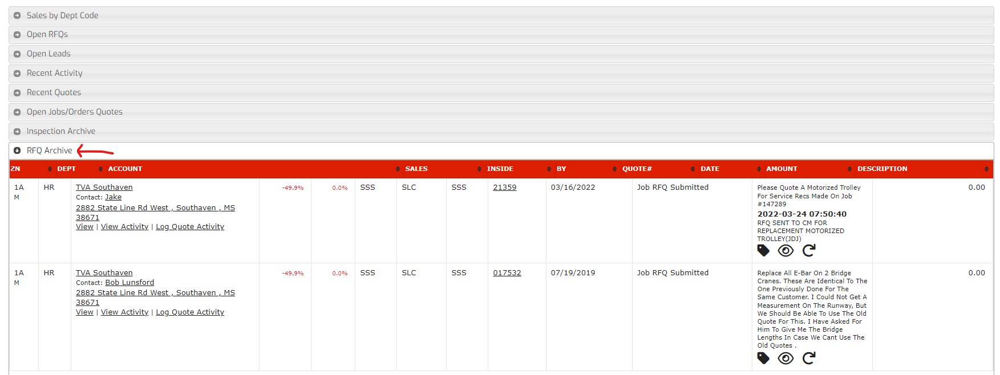 Sales by Dept Code
Open RFQs
Open Leads
Recent Activity
Recent Quotes
Open Jobs/Orders Quotes
Inspection Archive
RFQ Archive
ZN DEPT ACCOUNT SALES INSIDE BY QUOTE# DATE AMOUNT DESCRIPTION
1A
M
HR
TVA Southaven
Contact: Jake
2882 State Line Rd West , Southaven , MS
38671
View | View Activity | Log Quote Activity
-49.9%
0.0%
SSS
SLC
SSS
21359
03/16/2022
Job RFQ Submitted
Please Quote A Motorized Trolley
For Service Recs Made On Job
#147289
2022-03-24 07:50:40
RFQ SENT TO CM FOR
REPLACEMENT MOTORIZED
TROLLEY(JDJ)
0.00
1A
M
HR
TVA Southaven
Contact: Bob Lunsford
2882 State Line Rd West , Southaven , MS
38671
View | View Activity | Log Quote Activity
-49.9%
0.0%
SSS
SLC
SSS
017532
07/19/2019
Job RFQ Submitted
Replace All E-Bar On 2 Bridge
Cranes. These Are Identical To The
One Previously Done For The
Same Customer. I Could Not Get A
Measurement On The Runway, But
We Should Be Able To Use The Old
Quote For This. I Have Asked For
Him To Give Me The Bridge
Lengths In Case We Cant Use The
Old Quotes .
0.00